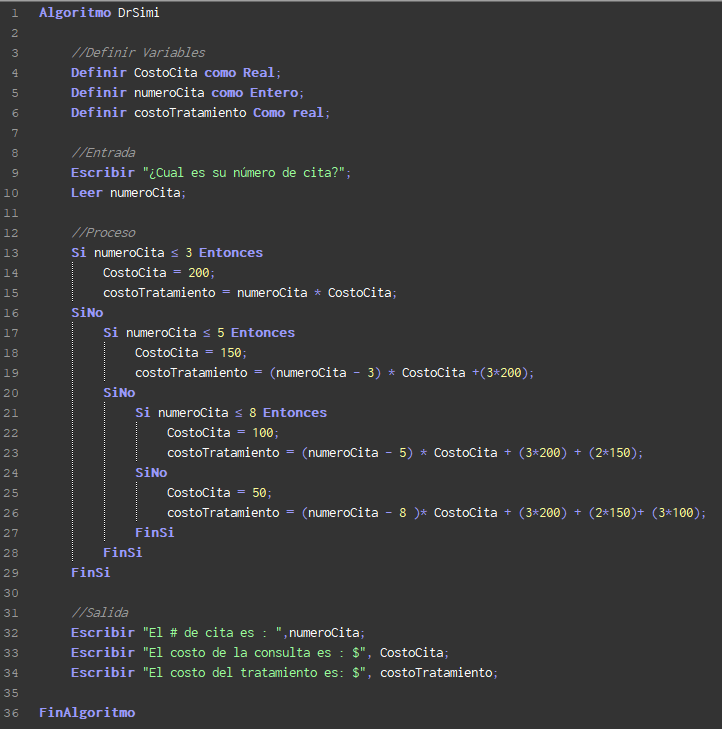 1 Algoritmo DrSimi
2
3 //Definir Variables
4 Definir CostoCita como Real;
5 Definir numeroCita como Entero;
6 Definir costoTratamiento Como real;
7
8 //Entrada
9 Escribir "¿Cual es su número de cita?";
10 Leer numeroCita;
11
12 //Proceso
13 Si numeroCita ≤ 3 Entonces
14 CostoCita = 200;
15 costoTratamiento = numeroCita * CostoCita;
16 SiNo
17 Si numeroCita ≤ 5 Entonces
18 CostoCita = 150;
19 costoTratamiento = (numeroCita - 3) * CostoCita +(3*200);
20 SiNo
21 Si numeroCita ≤ 8 Entonces
22 CostoCita = 100;
23 costoTratamiento = (numeroCita - 5) * CostoCita + (3*200) + (2*150);
24 SiNo
25 CostoCita = 50;
26 costoTratamiento = (numeroCita - 8 )* CostoCita + (3*200) + (2*150)+ (3*100);
27 FinSi
28 FinSi
29 FinSi
30
31 //Salida
32 Escribir "El # de cita es : ",numeroCita;
33 Escribir "El costo de la consulta es : $", CostoCita;
34 Escribir "El costo del tratamiento es: $", costoTratamiento;
35
36 FinAlgoritmo